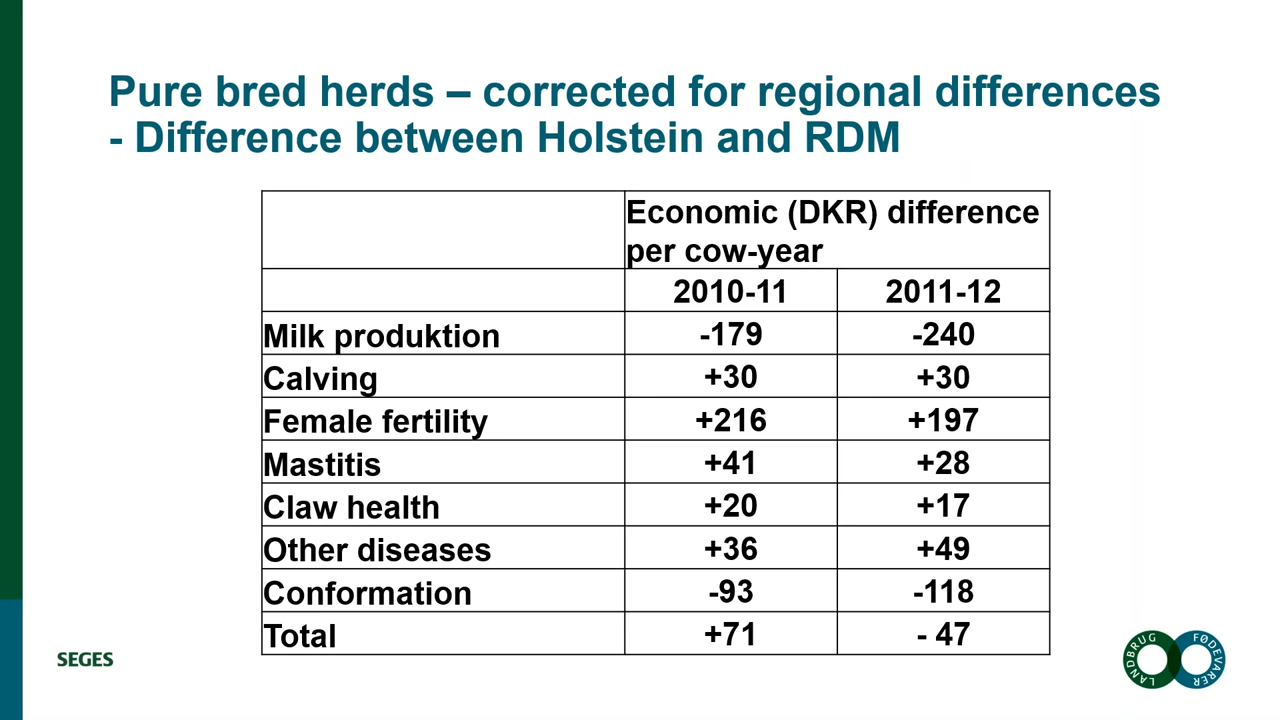 Pure bred herds – corrected for regional differences
- Difference between Holstein and RDM
Economic (DKR) difference
per cow-year
2010-11 2011-12
Milk produktion -179 -240
Calving +30 +30
Female fertility +216 +197
Mastitis +41 +28
Claw health +20 +17
Other diseases +36 +49
Conformation -93 -118
Total +71 - 47
SEGES
LANDBRUG FØDEVARER